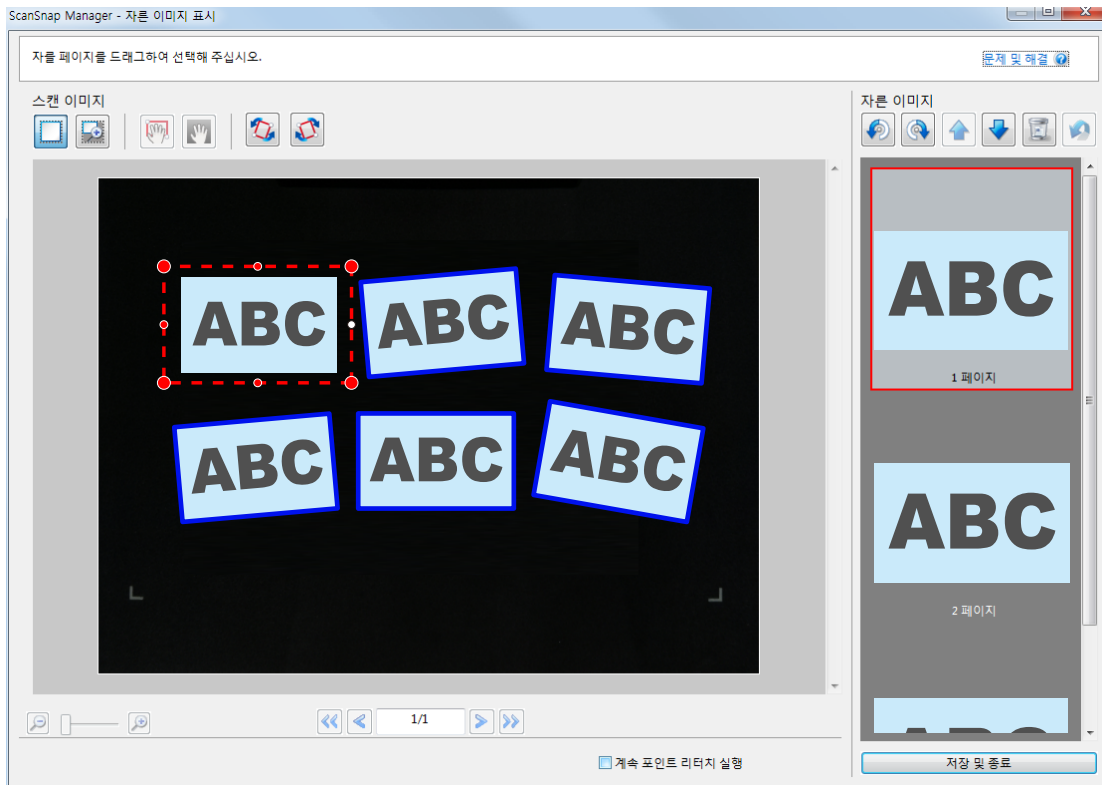 ScanSnap Manager - 자른 이미지 표시
자를 페이지를 드래그하여 선택해 주십시오.
문제 및 해결
스캔 이미지
자른 이미지
ABC
ABC
ABC
ABC
ABC
ABC
ABC
1 페이지
ABC
2 페이지
1/1
계속 포인트 리터치 실행
저장 및 종료